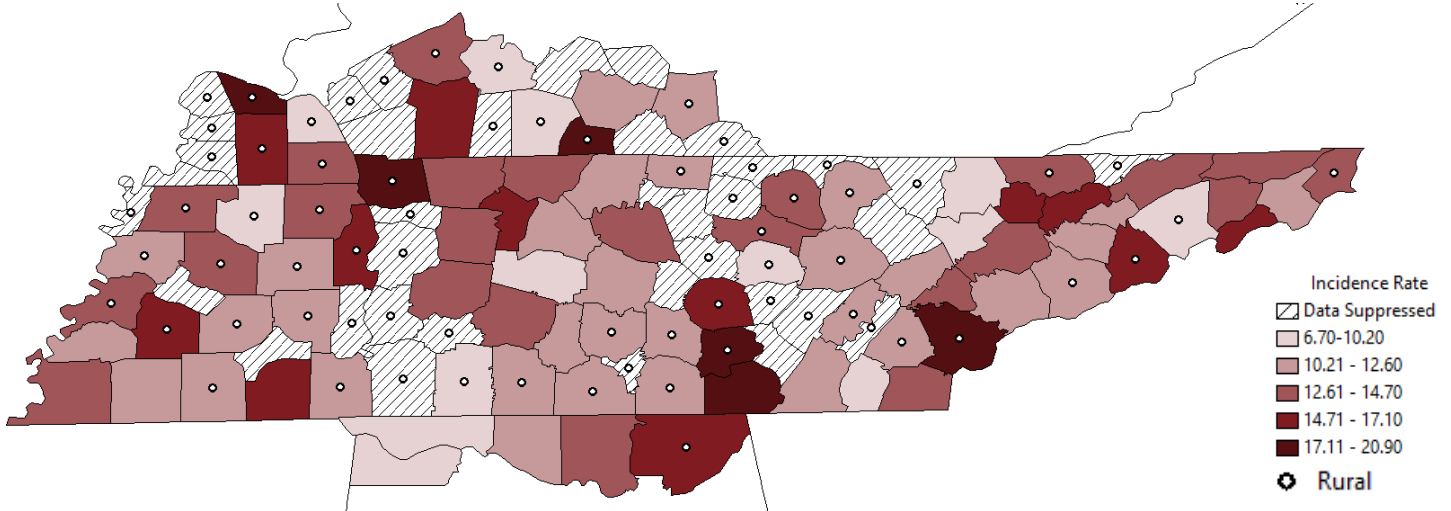 Incidence Rate
Data Suppressed
6.70-10.20
10.21 - 12.60
12.61 - 14.70
14.71 - 17.10
17.11 - 20.90
Rural